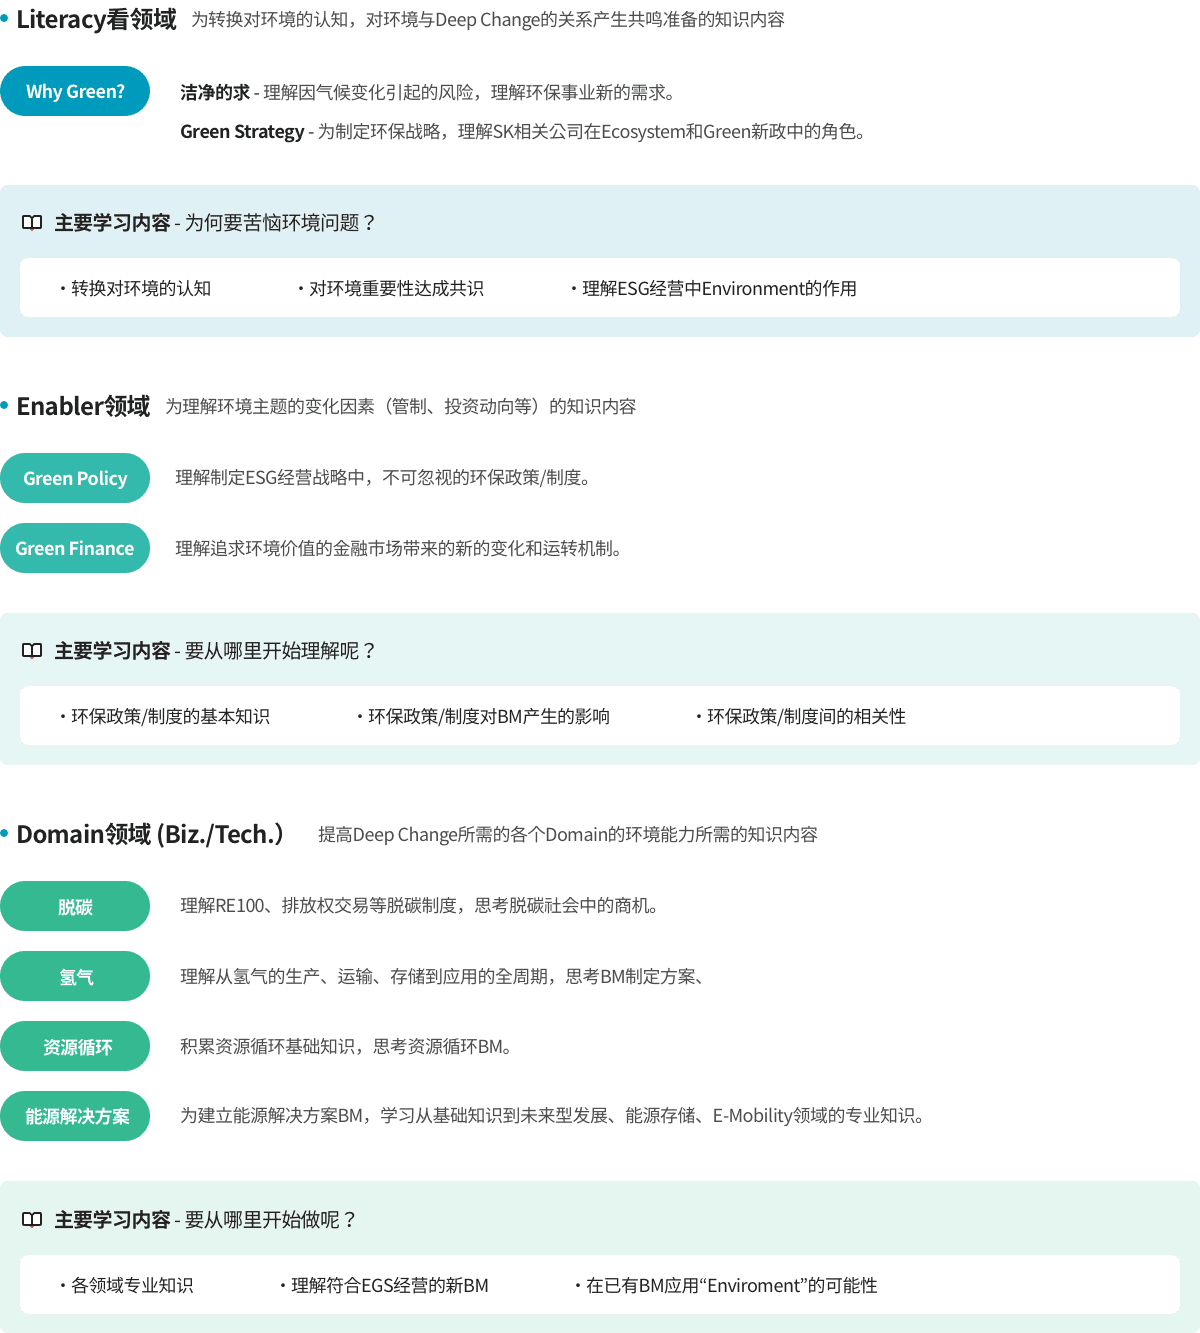 • Literacy看领域 为转换对环境的认知，对环境与Deep Change的关系产生共鸣准备的知识内容
Why Green?
洁净的求 - 理解因气候变化引起的风险，理解环保事业新的需求。
Green Strategy - 为制定环保战略，理解SK相关公司在Ecosystem和Green新政中的角色。
主要学习内容 - 为何要苦恼环境问题？
・转换对环境的认知 ・对环境重要性达成共识 ・理解ESG经营中Environment的作用
• Enabler领域 为理解环境主题的变化因素（管制、投资动向等）的知识内容
Green Policy 理解制定ESG经营战略中，不可忽视的环保政策/制度。
Green Finance 理解追求环境价值的金融市场带来的新的变化和运转机制。
主要学习内容 - 要从哪里开始理解呢？
・环保政策/制度的基本知识 ・环保政策/制度对BM产生的影响 ・环保政策/制度间的相关性
• Domain领域 (Biz./Tech.） 提高Deep Change所需的各个Domain的环境能力所需的知识内容
脱碳 理解RE100、排放权交易等脱碳制度，思考脱碳社会中的商机。
氢气 理解从氢气的生产、运输、存储到应用的全周期，思考BM制定方案、
资源循环 积累资源循环基础知识，思考资源循环BM。
能源解决方案 为建立能源解决方案BM，学习从基础知识到未来型发展、能源存储、E-Mobility领域的专业知识。
主要学习内容 - 要从哪里开始做呢？
・各领域专业知识 ・理解符合EGS经营的新BM ・在已有BM应用“Enviroment”的可能性